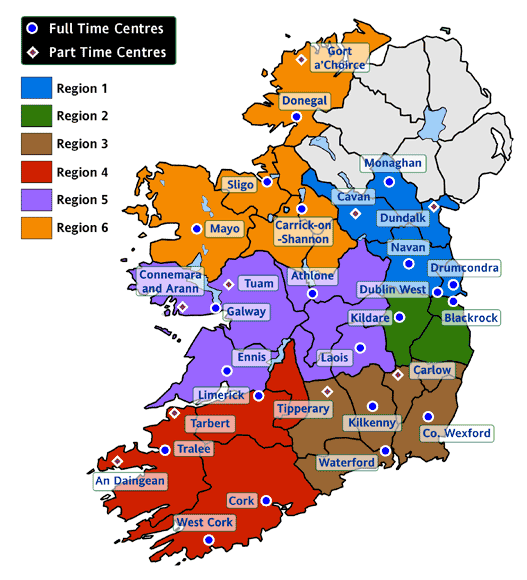 Full Time Centres
Part Time Centres
Region 1
Region 2
Region 3
Region 4
Region 5
Region 6
Gort
a'Choirce
Donegal
Monaghan
Sligo
Cavan
Dundalk
Mayo
Carrick-on
-Shannon
Navan
Connemara
and Arann
Tuam
Athlone
Drumcondra
Dublin West
Galway
Kildare
Blackrock
Ennis
Laois
Carlow
Limerick
Tipperary
Tarbert
Kilkenny
Co. Wexford
Tralee
Waterford
An Daingean
Cork
West Cork